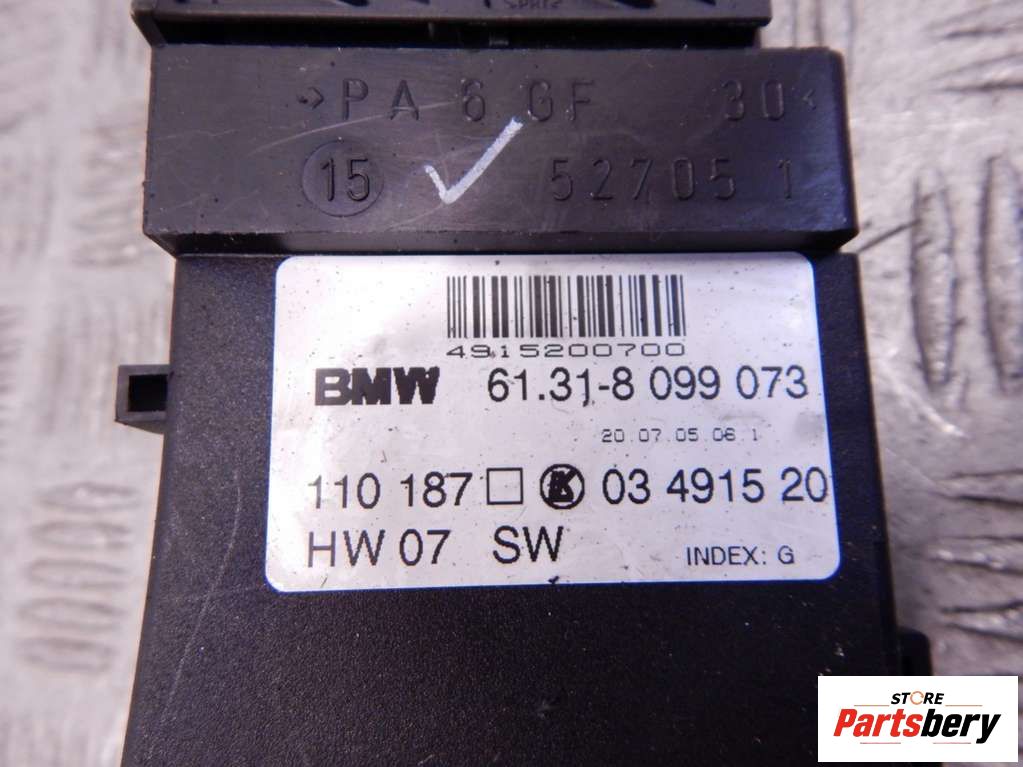 PA 6 GF 30
15 52705 1
4915200700
BMW 61.31-8 099 073
20.07.05.06.1
110 187 03 4915 20
HW 07 SW INDEX: G
STORE
Partsbery